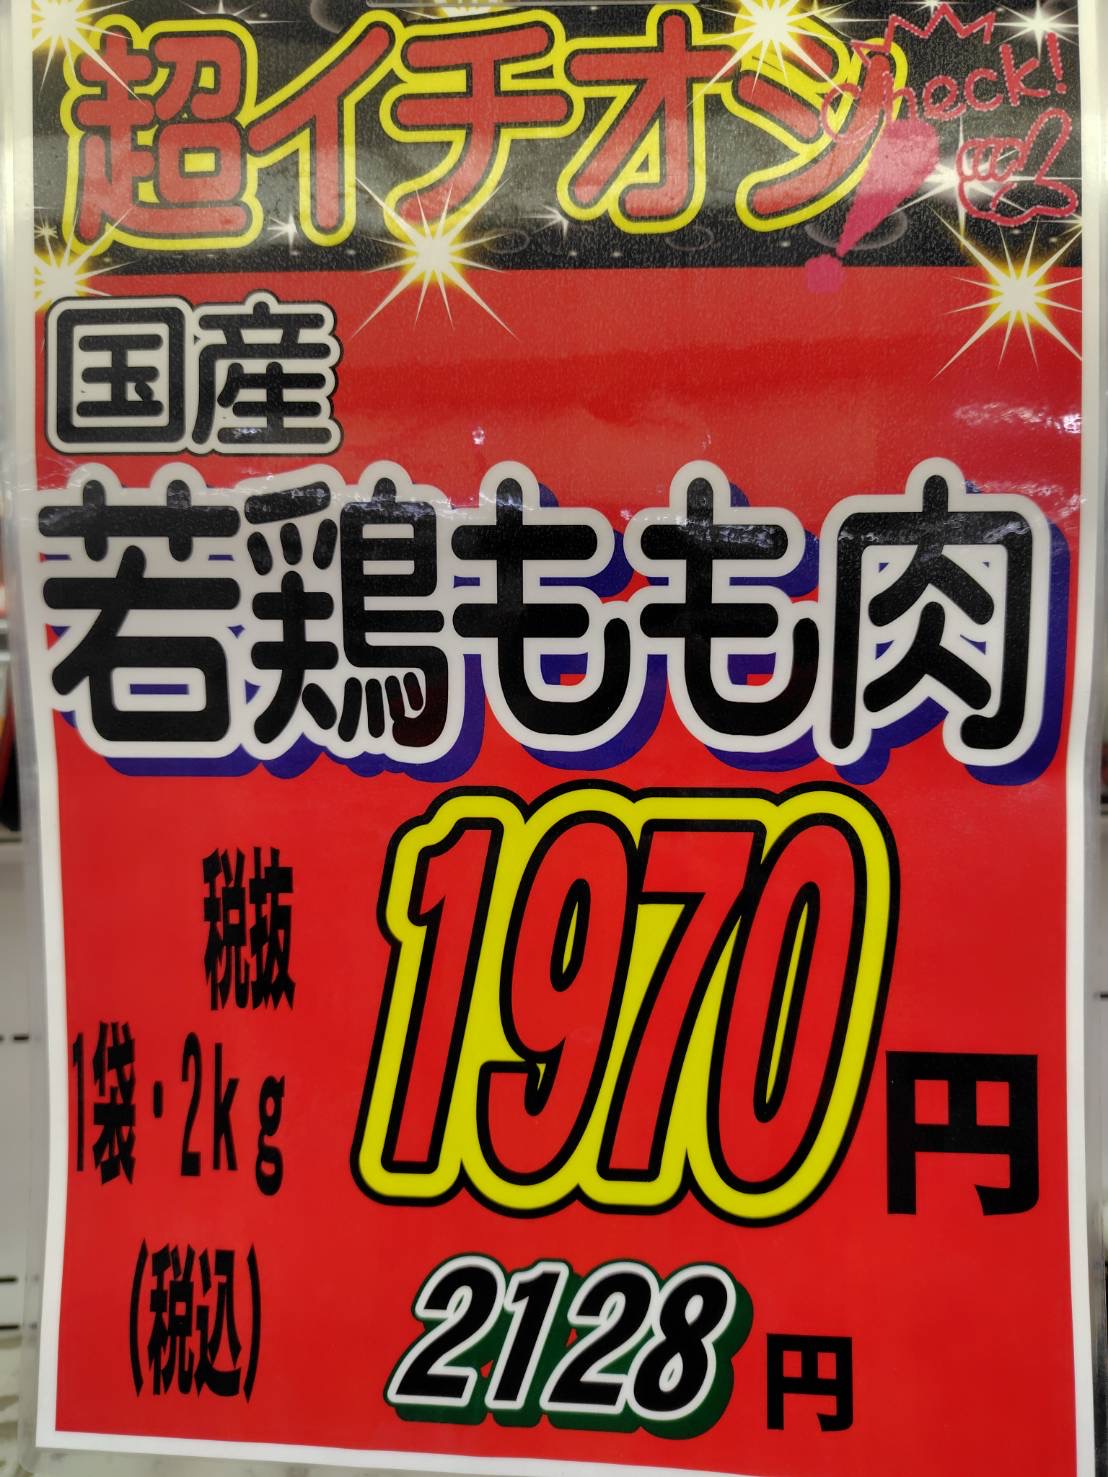 超イチオシ!
Check!
国産
若鶏もも肉
税抜
1970円
1袋・2kg
(税込)
2128円